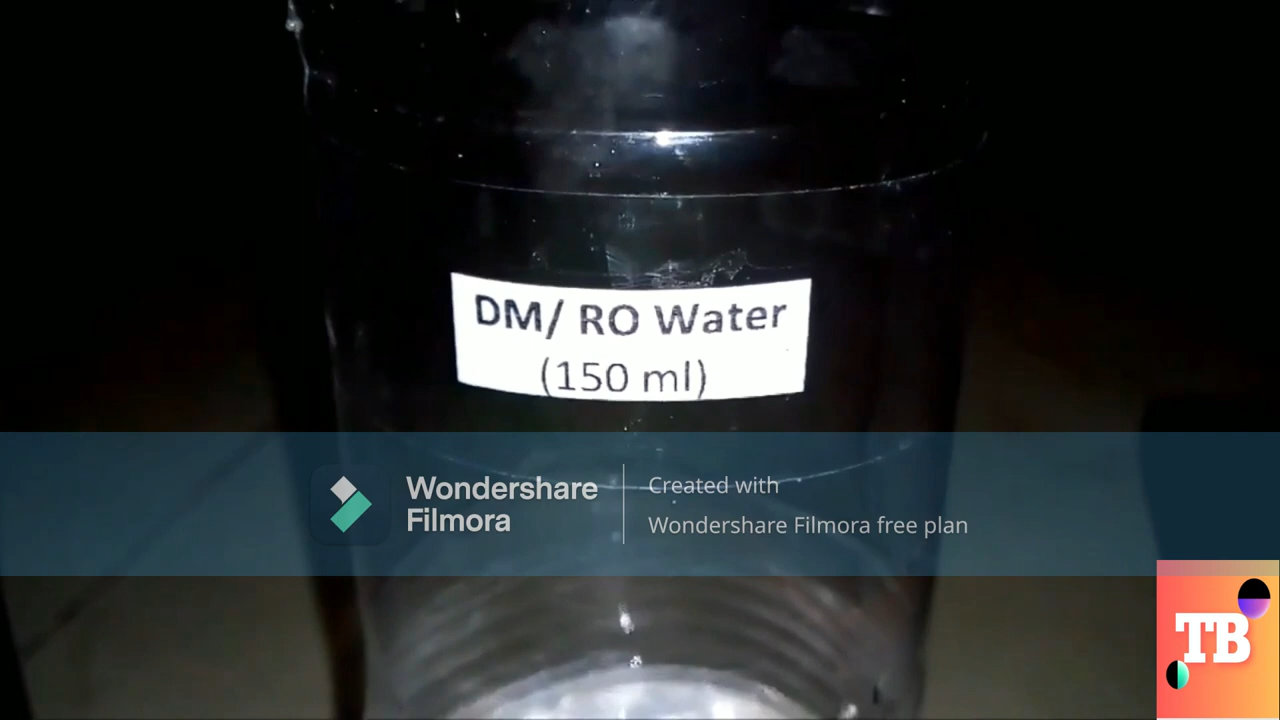 DM/ RO Water
(150 ml)
Wondershare
Filmora
Created with
Wondershare Filmora free plan
TB